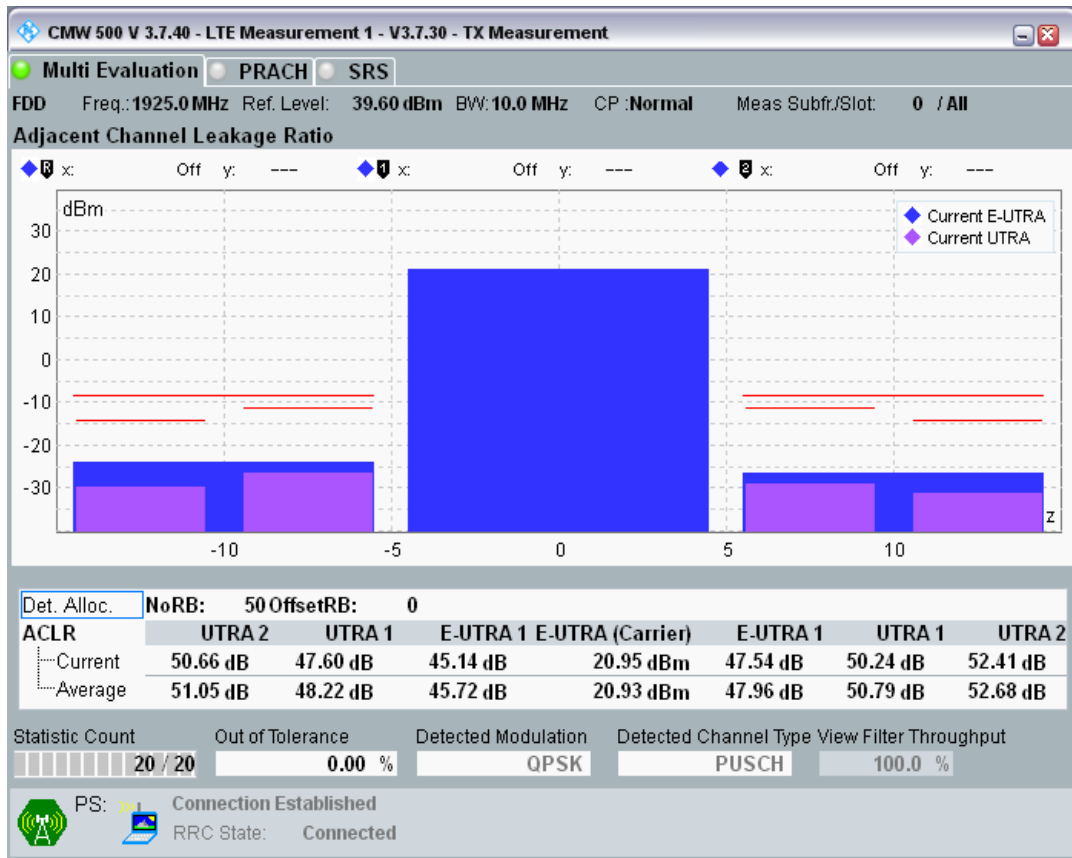 CMW 500 V 3.7.40 - LTE Measurement 1 - V3.7.30 - TX Measurement
Multi Evaluation PRACH SRS
FDD Freq.: 1925.0 MHz Ref. Level: 39.60 dBm BW: 10.0 MHz CP :Normal Meas Subfr./Slot: 0 / All
Adjacent Channel Leakage Ratio
R x: Off y: --- 1 x: Off y: --- 2 x: Off y: ---
dBm
Current E-UTRA
Current UTRA
30
20
10
0
-10
-20
-30
z
-10 -5 0 5 10
Det. Alloc. NoRB: 50 OffsetRB: 0
ACLR UTRA 2 UTRA 1 E-UTRA 1 E-UTRA (Carrier) E-UTRA 1 UTRA 1 UTRA 2
Current 50.66 dB 47.60 dB 45.14 dB 20.95 dBm 47.54 dB 50.24 dB 52.41 dB
Average 51.05 dB 48.22 dB 45.72 dB 20.93 dBm 47.96 dB 50.79 dB 52.68 dB
Statistic Count Out of Tolerance Detected Modulation Detected Channel Type View Filter Throughput
20 / 20 0.00 % QPSK PUSCH 100.0 %
PS: Connection Established
RRC State: Connected